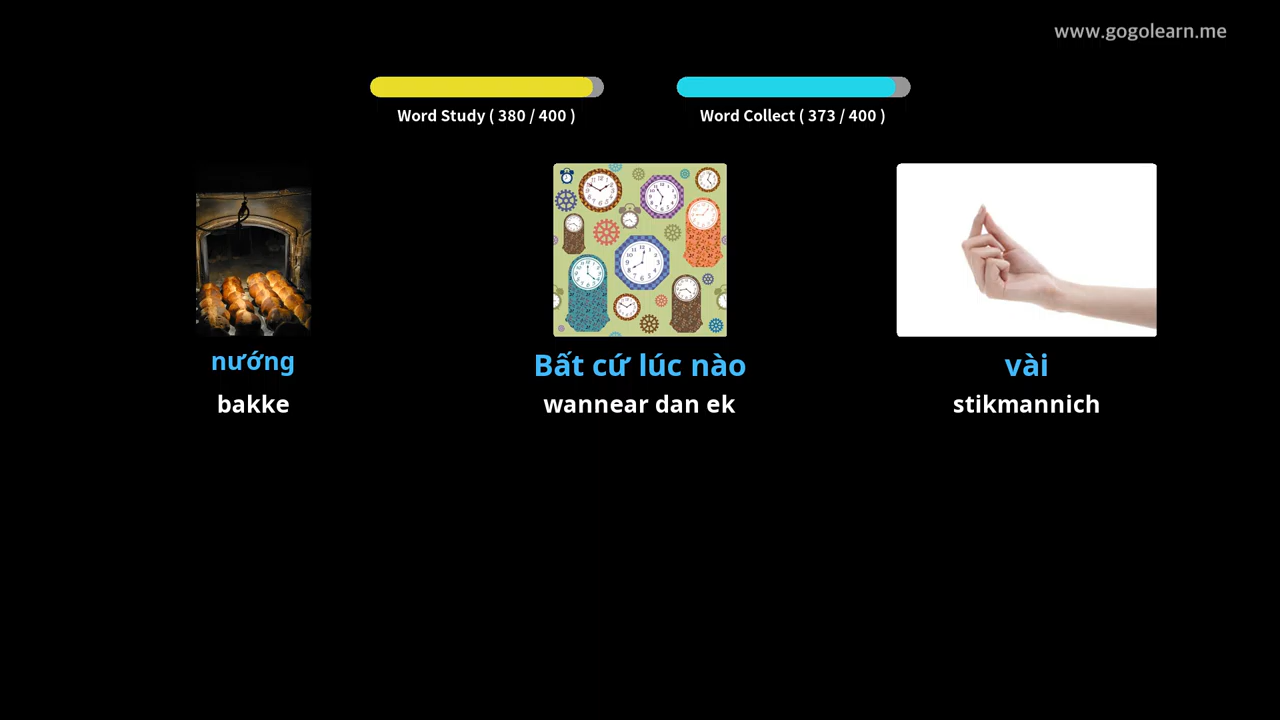 www.gogolearn.me
Word Study ( 380 / 400 )
Word Collect ( 373 / 400 )
nướng
bakke
Bất cứ lúc nào
wannear dan ek
vài
stikmannich